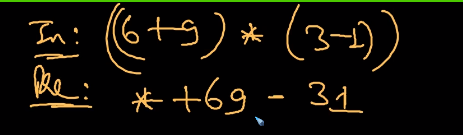 In: ((6+9) * (3-1))
Pre: * +69 - 31